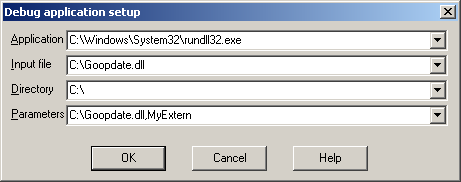 Debug application setup
Application C:\Windows\System32\rundll32.exe
Input file C:\Goopdate.dll
Directory C:\
Parameters C:\Goopdate.dll,MyExtern
OK Cancel Help